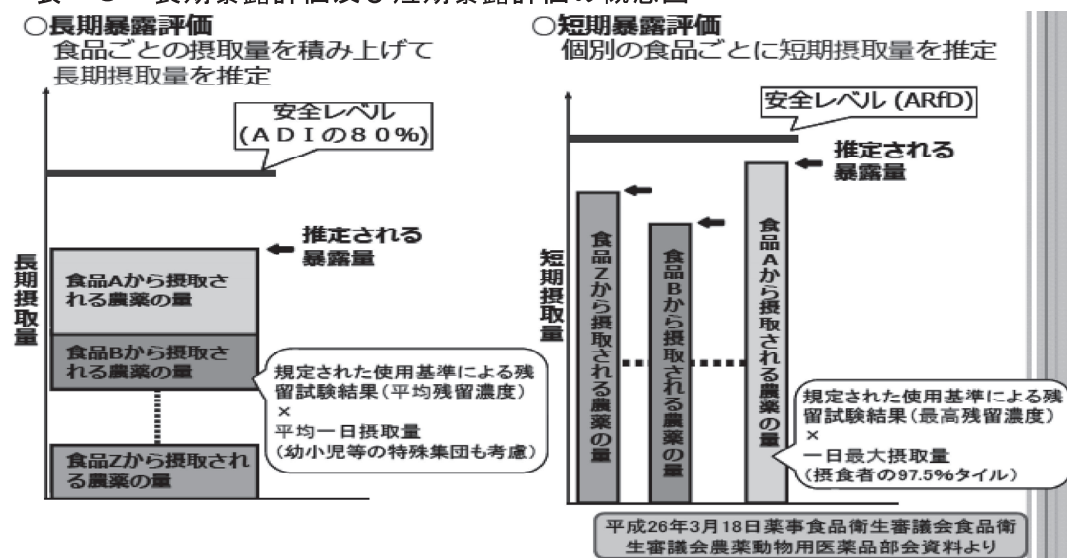 ○長期暴露評価
食品ごとの摂取量を積み上げて
長期摂取量を推定
安全レベル
(ADIの80%)
推定される
暴露量
長期摂取量
食品Aから摂取さ
れる農薬の量
食品Bから摂取さ
れる農薬の量
規定された使用基準による残
留試験結果(平均残留濃度)
×
平均一日摂取量
(幼小児等の特殊集団も考慮)
食品Zから摂取され
る農薬の量
○短期暴露評価
個別の食品ごとに短期摂取量を推定
安全レベル (ARfD)
推定される
暴露量
短期摂取量
食品Zから摂取される農薬の量
食品Bから摂取される農薬の量
食品Aから摂取される農薬の量
規定された使用基準による残
留試験結果(最高残留濃度)
×
一日最大摂取量
(摂食者の97.5%タイル)
平成26年3月18日薬事食品衛生審議会食品衛
生審議会農薬動物用医薬品部会資料より